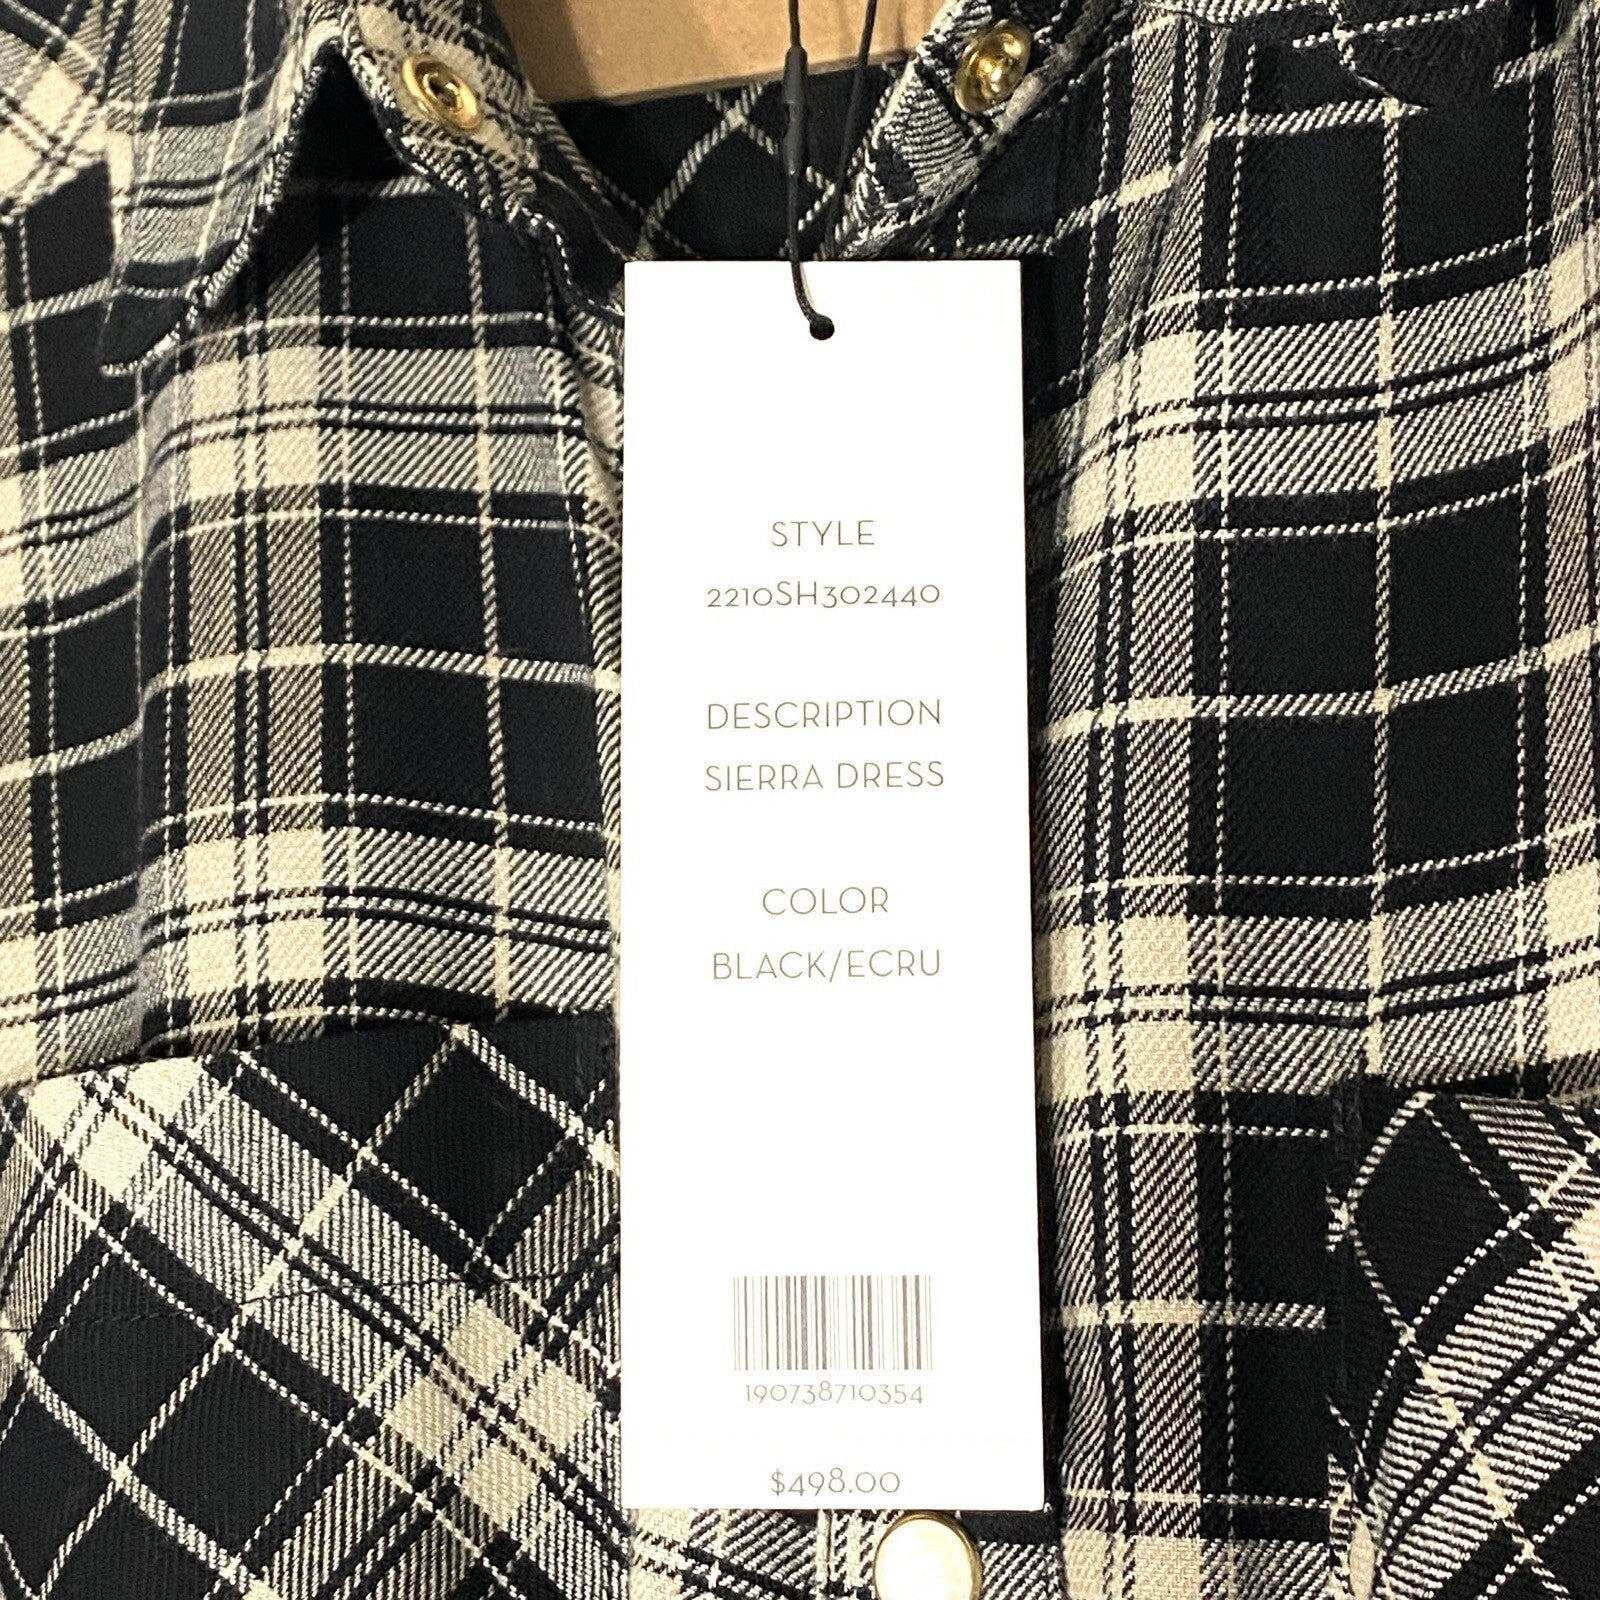 STYLE
2210SH302440
DESCRIPTION
SIERRA DRESS
COLOR
BLACK/ECRU
190738710354
$498.00